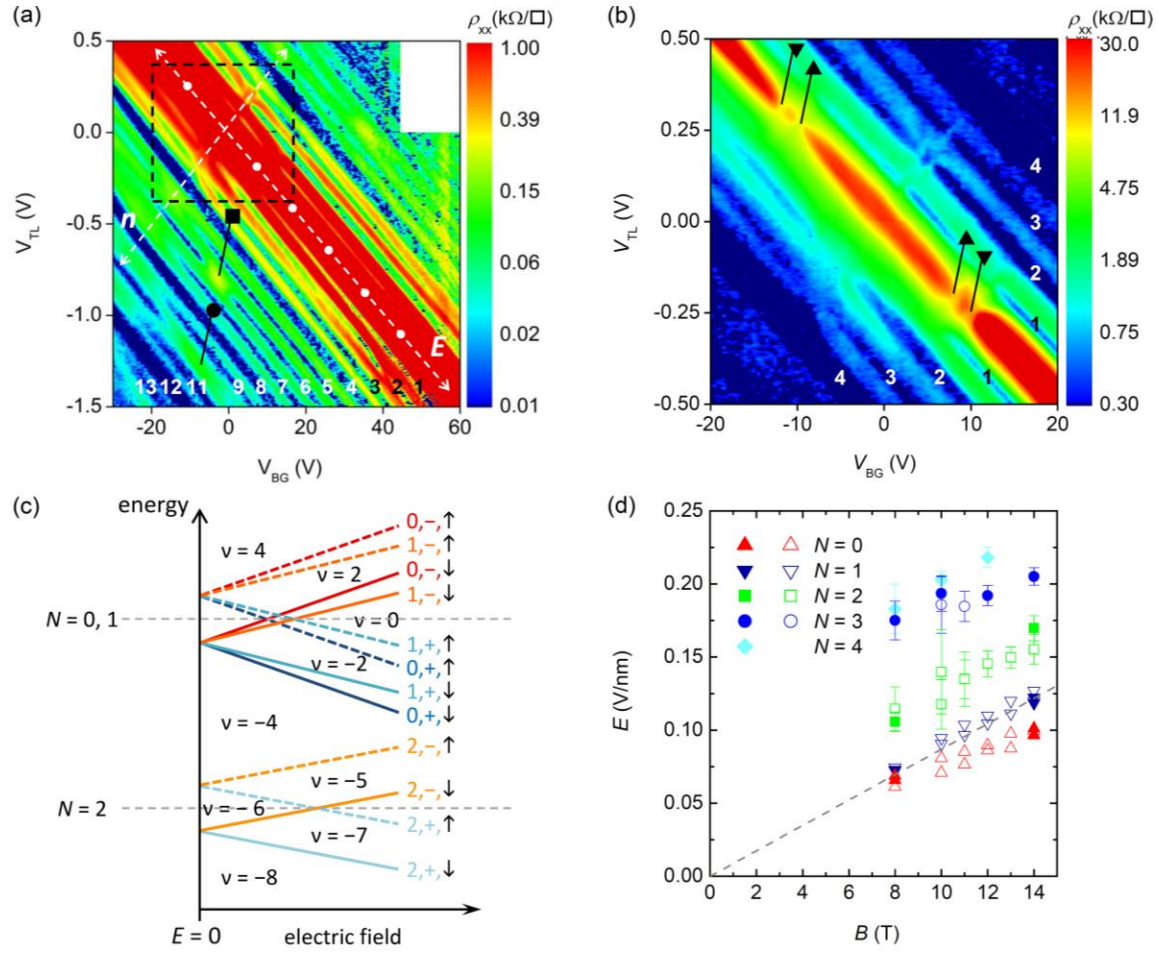 (a)
ρxx(kΩ/□)
0.5
0.0
-0.5
-1.0
-1.5
VTL (V)
n
E
13 12 11 9 8 7 6 5 4 3 2 1
-20 0 20 40 60
VBG (V)
1.00
0.39
0.15
0.06
0.02
0.01
(b)
ρxx(kΩ/□)
0.50
0.25
0.00
-0.25
-0.50
VTL (V)
4
3
2
1
4 3 2 1
-20 -10 0 10 20
VBG (V)
30.0
11.9
4.75
1.89
0.75
0.30
(c)
energy
N = 0, 1
N = 2
ν = 4
ν = 2
ν = 0
ν = −2
ν = −4
ν = −5
ν = − 6
ν = −7
ν = −8
0,−,↑
1,−,↑
0,−,↓
1,−,↓
1,+,↑
0,+,↑
1,+,↓
0,+,↓
2,−,↑
2,−,↓
2,+,↑
2,+,↓
E = 0
electric field
(d)
0.25
0.20
0.15
0.10
0.05
0.00
E (V/nm)
N = 0
N = 1
N = 2
N = 3
N = 4
0 2 4 6 8 10 12 14
B (T)